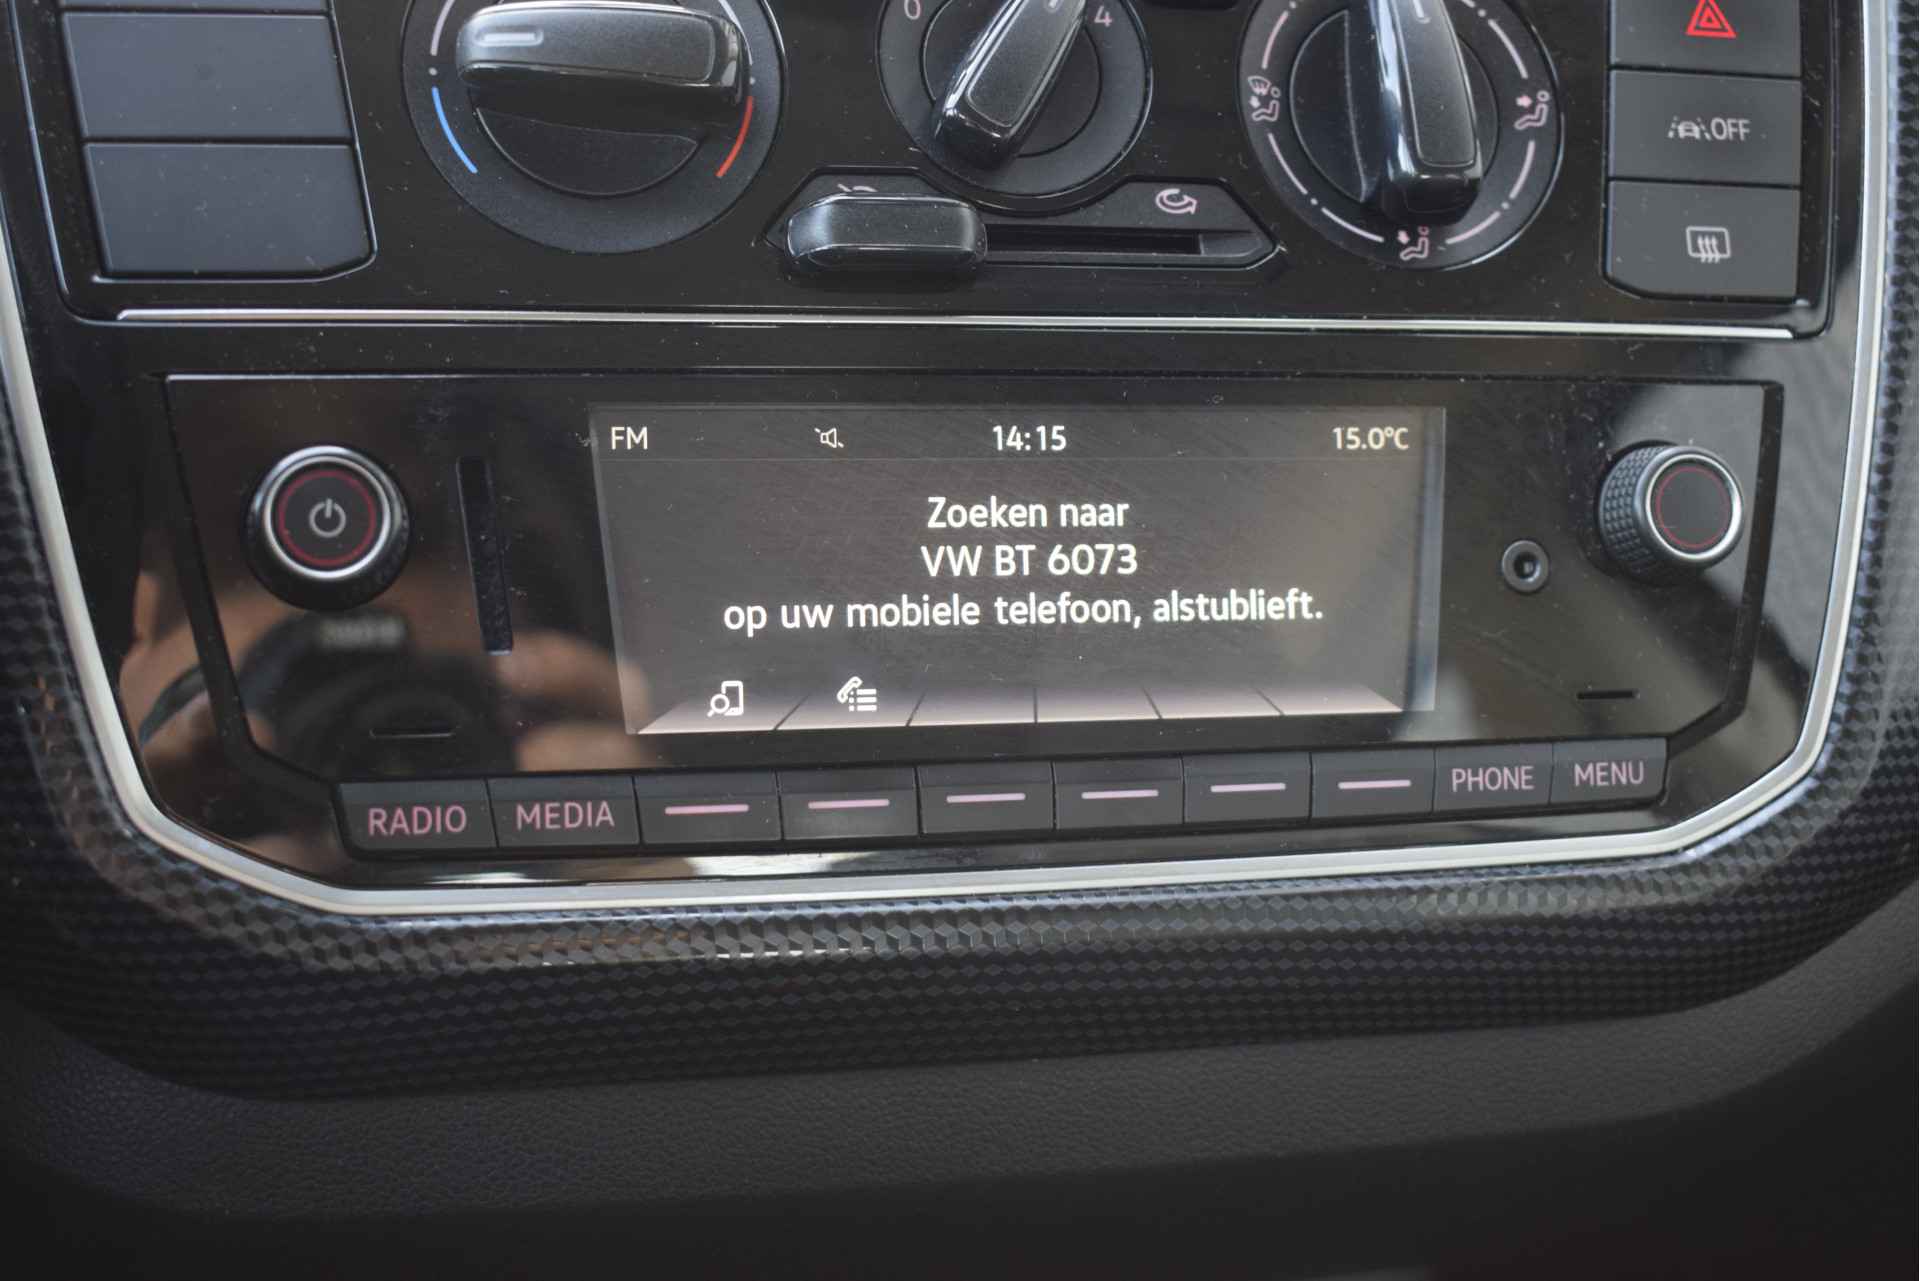 0 4
OFF
FM 14:15 15.0°C
Zoeken naar
VW BT 6073
op uw mobiele telefoon, alstublieft.
RADIO MEDIA PHONE MENU